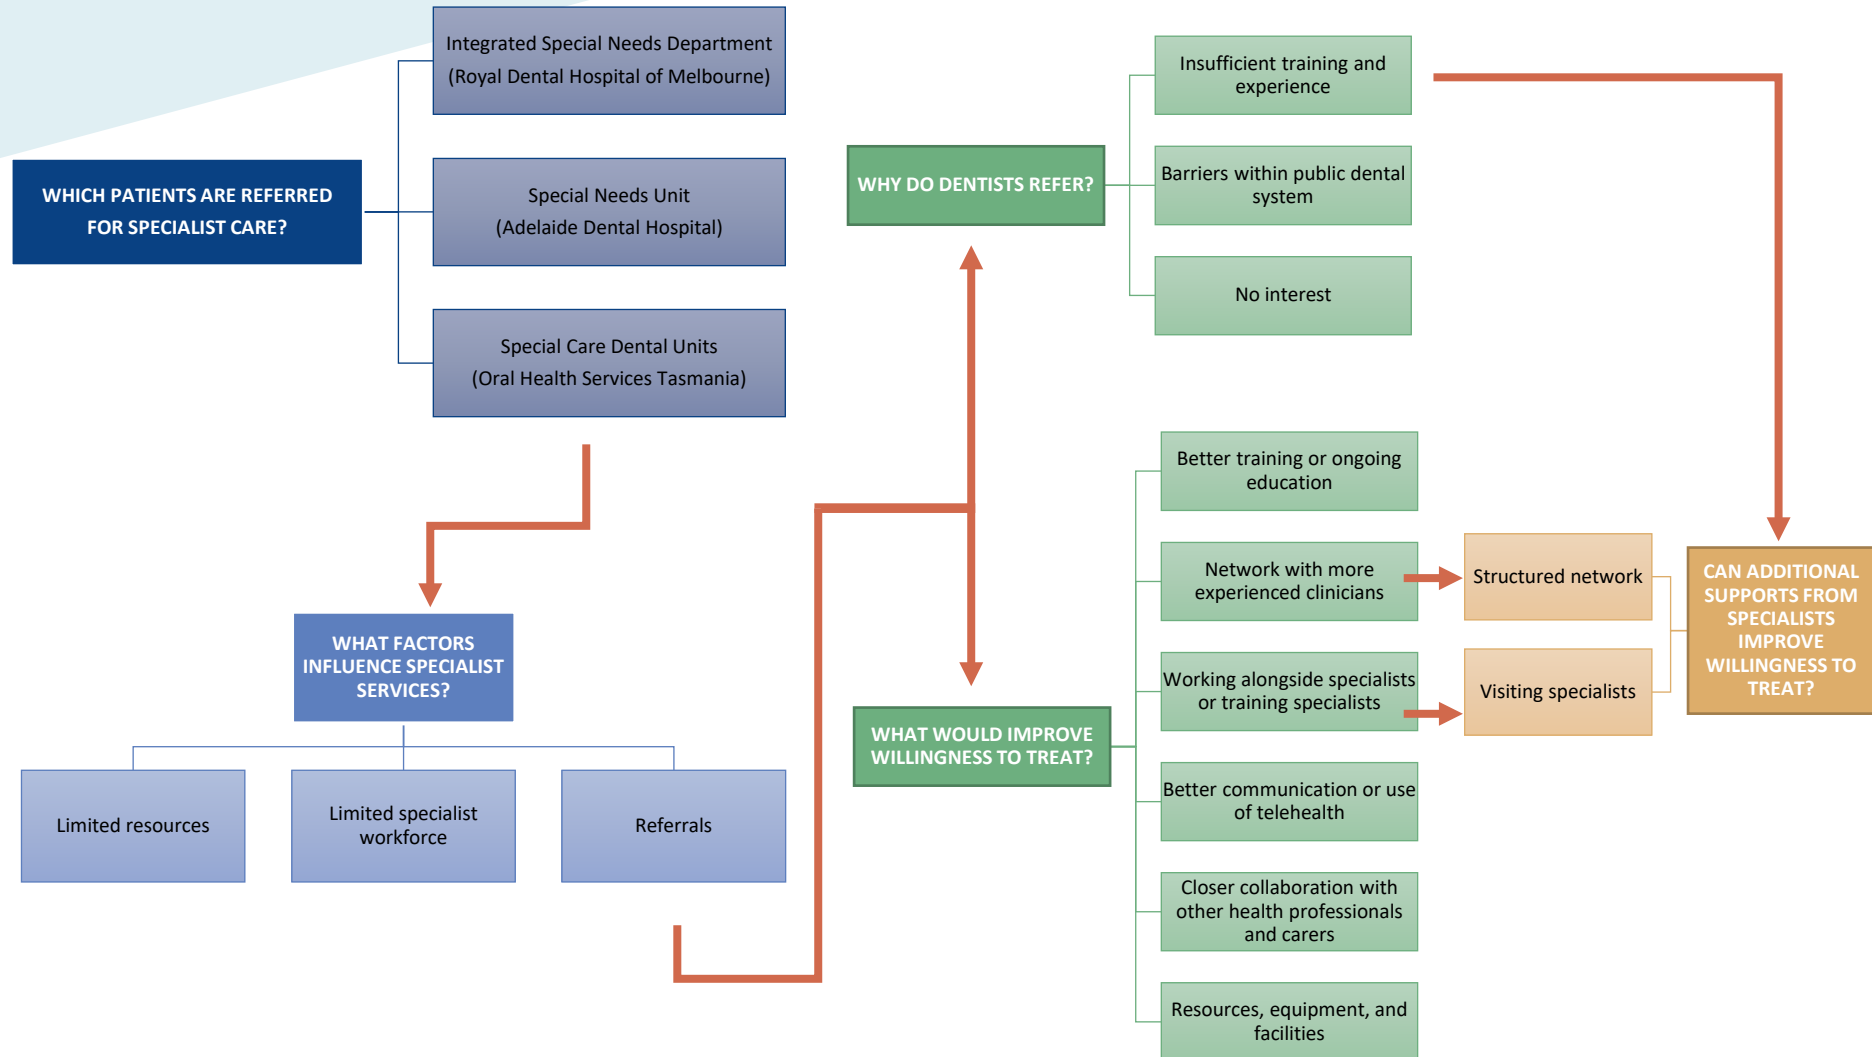 WHICH PATIENTS ARE REFERRED
FOR SPECIALIST CARE?
Integrated Special Needs Department
(Royal Dental Hospital of Melbourne)
Special Needs Unit
(Adelaide Dental Hospital)
Special Care Dental Units
(Oral Health Services Tasmania)
WHAT FACTORS
INFLUENCE SPECIALIST
SERVICES?
Limited resources
Limited specialist
workforce
Referrals
WHY DO DENTISTS REFER?
Insufficient training and
experience
Barriers within public dental
system
No interest
WHAT WOULD IMPROVE
WILLINGNESS TO TREAT?
Better training or ongoing
education
Network with more
experienced clinicians
Working alongside specialists
or training specialists
Better communication or use
of telehealth
Closer collaboration with
other health professionals
and carers
Resources, equipment, and
facilities
Structured network
Visiting specialists
CAN ADDITIONAL
SUPPORTS FROM
SPECIALISTS
IMPROVE
WILLINGNESS TO
TREAT?